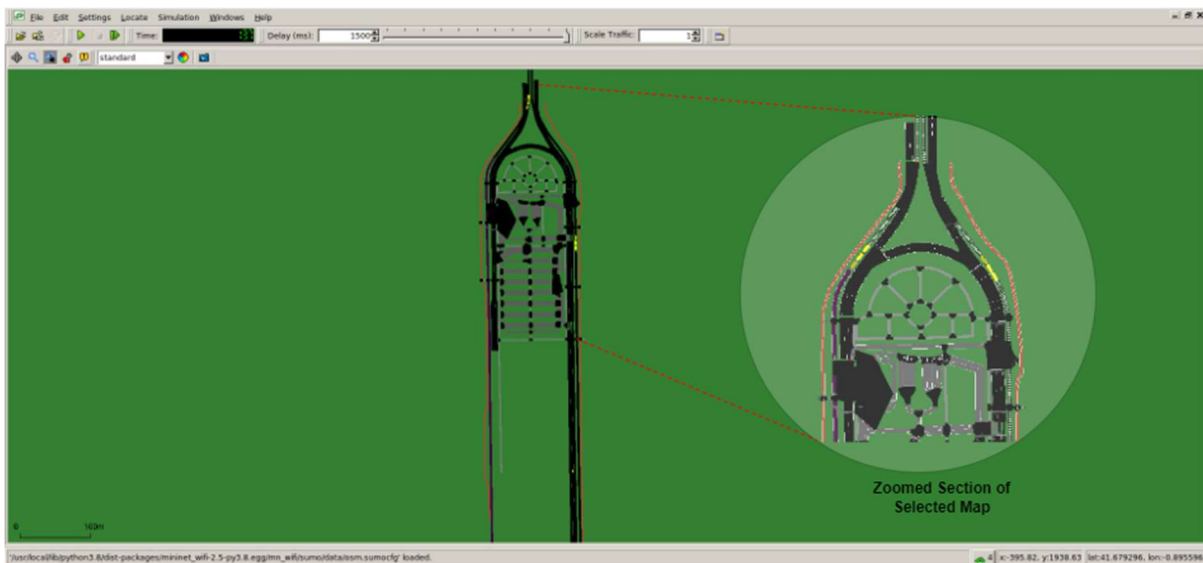 File Edit Settings Locate Simulation Windows Help
Time: Delay (ms): 1500 Scale Traffic: 1
standard
Zoomed Section of
Selected Map
0 100m
'/usr/local/lib/python3.8/dist-packages/mininet_wifi-2.5-py3.8.egg/mn_wifi/sumo/data/osm.sumocfg' loaded. 4 x:-395.82, y:1938.63 lat:41.679296, lon:-0.895596